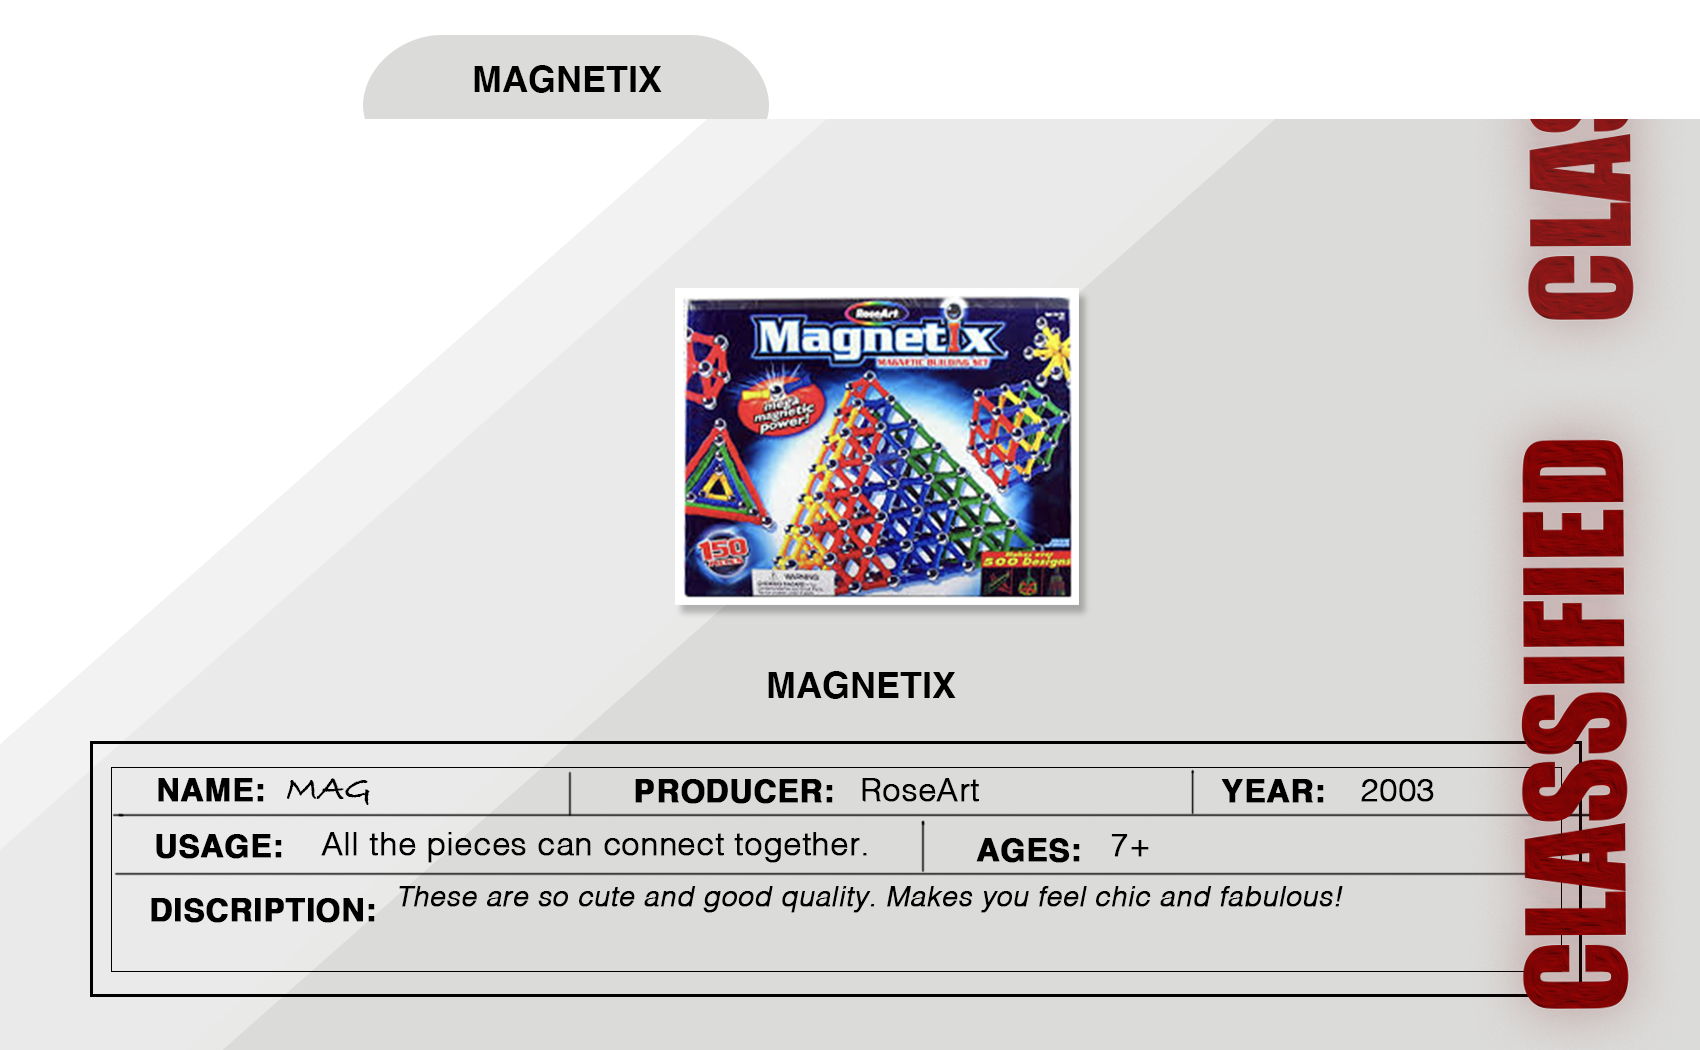 MAGNETIX
RoseArt
Magnetix
MAGNETIC BUILDING SET
mega
magnetic
power!
150
WARNING
Makes over
500 Designs
MAGNETIX
NAME: MAG PRODUCER: RoseArt YEAR: 2003
USAGE: All the pieces can connect together. AGES: 7+
DISCRIPTION: These are so cute and good quality. Makes you feel chic and fabulous!
CLASSIFIED
CLAS